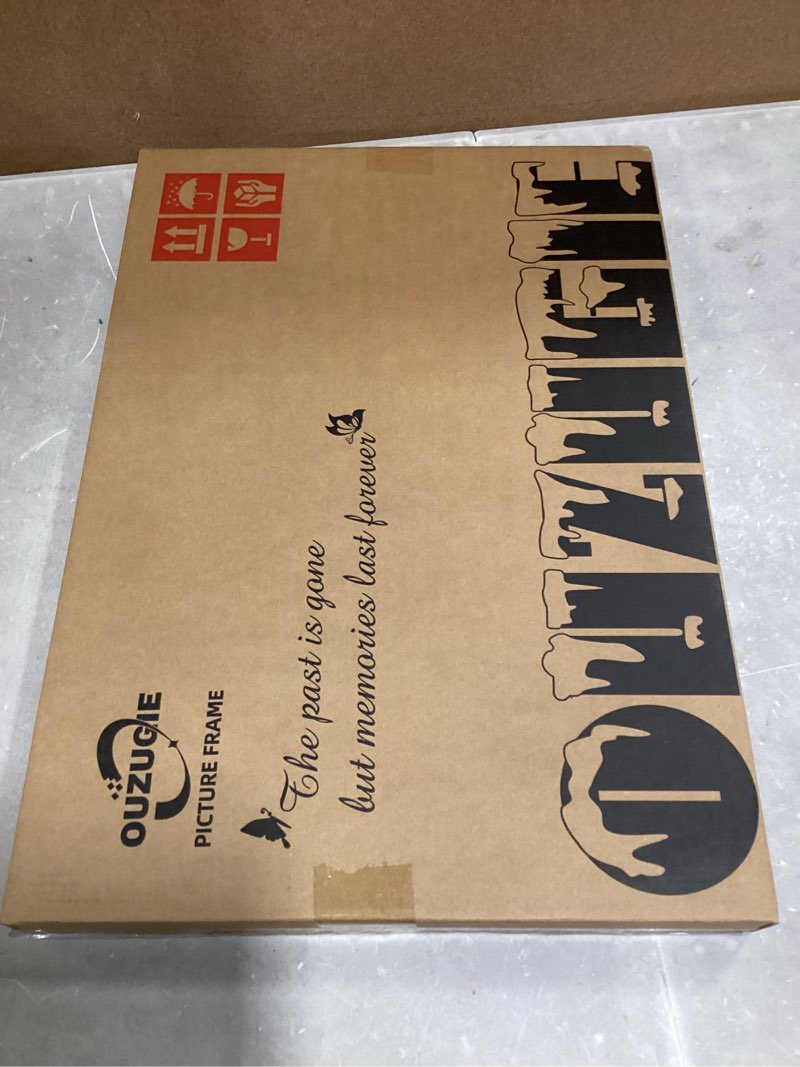 OUZUGIE
PICTURE FRAME
The past is gone
but memories last forever
OUZUGIE